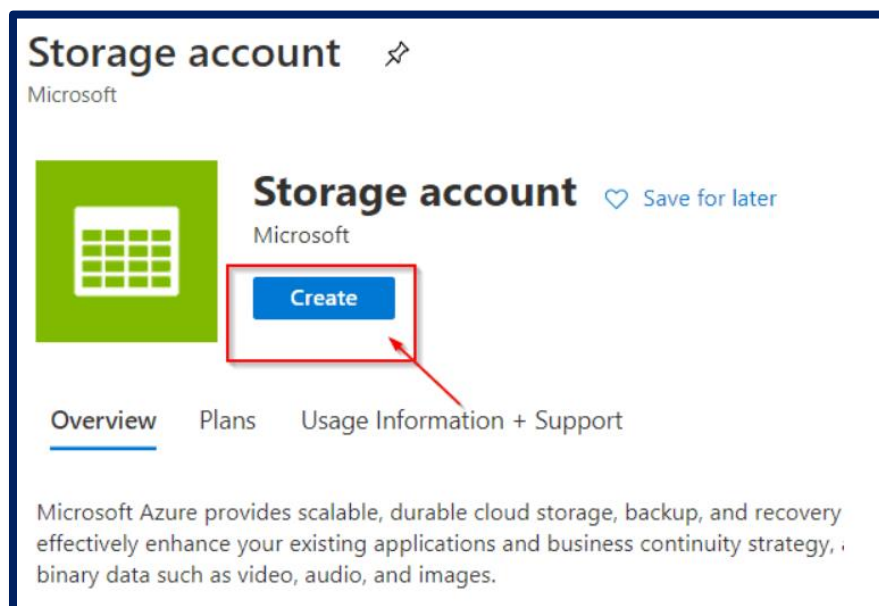 Storage account
Microsoft
Storage account
Save for later
Microsoft
Create
Overview Plans Usage Information + Support
Microsoft Azure provides scalable, durable cloud storage, backup, and recovery
effectively enhance your existing applications and business continuity strategy,
binary data such as video, audio, and images.